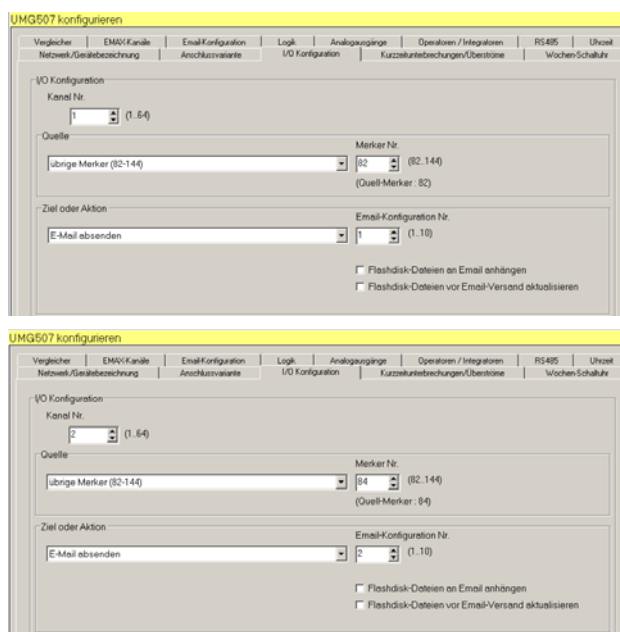 UMG507 konfigurieren
Vergleicher EMAX-Kanäle Email-Konfiguration Logik Analogausgänge Operatoren / Integratoren RS485 Uhrzeit
Netzwerk/Gerätebezeichnung Anschlussvariante I/O Konfiguration Kurzzeitunterbrechungen/Überströme Wochen-Schaltuhr
I/O Konfiguration
Kanal Nr.
1 (1..64)
Quelle
Merker Nr.
übrige Merker (82-144) 82 (82..144)
(Quell-Merker : 82)
Ziel oder Aktion
Email-Konfiguration Nr.
E-Mail absenden 1 (1..10)
Flashdisk-Dateien an Email anhängen
Flashdisk-Dateien vor Email-Versand aktualisieren
UMG507 konfigurieren
Vergleicher EMAX-Kanäle Email-Konfiguration Logik Analogausgänge Operatoren / Integratoren RS485 Uhrzeit
Netzwerk/Gerätebezeichnung Anschlussvariante I/O Konfiguration Kurzzeitunterbrechungen/Überströme Wochen-Schaltuhr
I/O Konfiguration
Kanal Nr.
2 (1..64)
Quelle
Merker Nr.
übrige Merker (82-144) 84 (82..144)
(Quell-Merker : 84)
Ziel oder Aktion
Email-Konfiguration Nr.
E-Mail absenden 2 (1..10)
Flashdisk-Dateien an Email anhängen
Flashdisk-Dateien vor Email-Versand aktualisieren